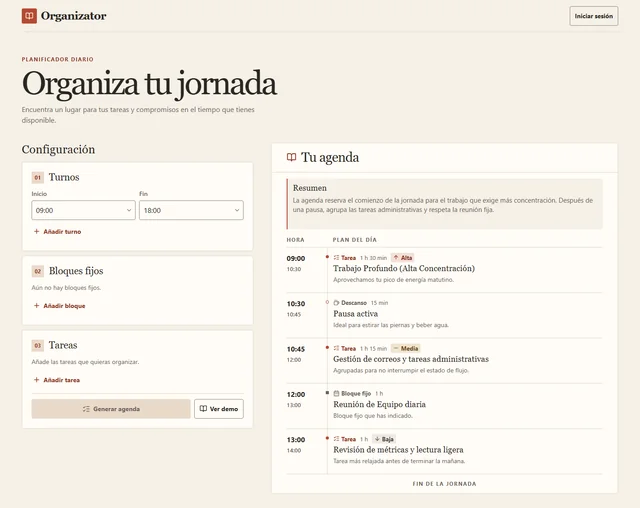 Organizator
Iniciar sesión
PLANIFICADOR DIARIO
Organiza tu jornada
Encuentra un lugar para tus tareas y compromisos en el tiempo que tienes
disponible.
Configuración
01 Turnos
Inicio Fin
09:00 18:00
+ Añadir turno
02 Bloques fijos
Aún no hay bloques fijos.
+ Añadir bloque
03 Tareas
Añade las tareas que quieras organizar.
+ Añadir tarea
Generar agenda Ver demo
Tu agenda
Resumen
La agenda reserva el comienzo de la jornada para el trabajo que exige más concentración. Después de
una pausa, agrupa las tareas administrativas y respeta la reunión fija.
HORA PLAN DEL DÍA
09:00 Tarea 1 h 30 min ↑ Alta
10:30 Trabajo Profundo (Alta Concentración)
Aprovechamos tu pico de energía matutino.
10:30 Descanso 15 min
10:45 Pausa activa
Ideal para estirar las piernas y beber agua.
10:45 Tarea 1 h 15 min — Media
12:00 Gestión de correos y tareas administrativas
Agrupadas para no interrumpir el estado de flujo.
12:00 Bloque fijo 1 h
13:00 Reunión de Equipo diaria
Bloque fijo que has indicado.
13:00 Tarea 1 h ↓ Baja
14:00 Revisión de métricas y lectura ligera
Tarea más relajada antes de terminar la mañana.
FIN DE LA JORNADA